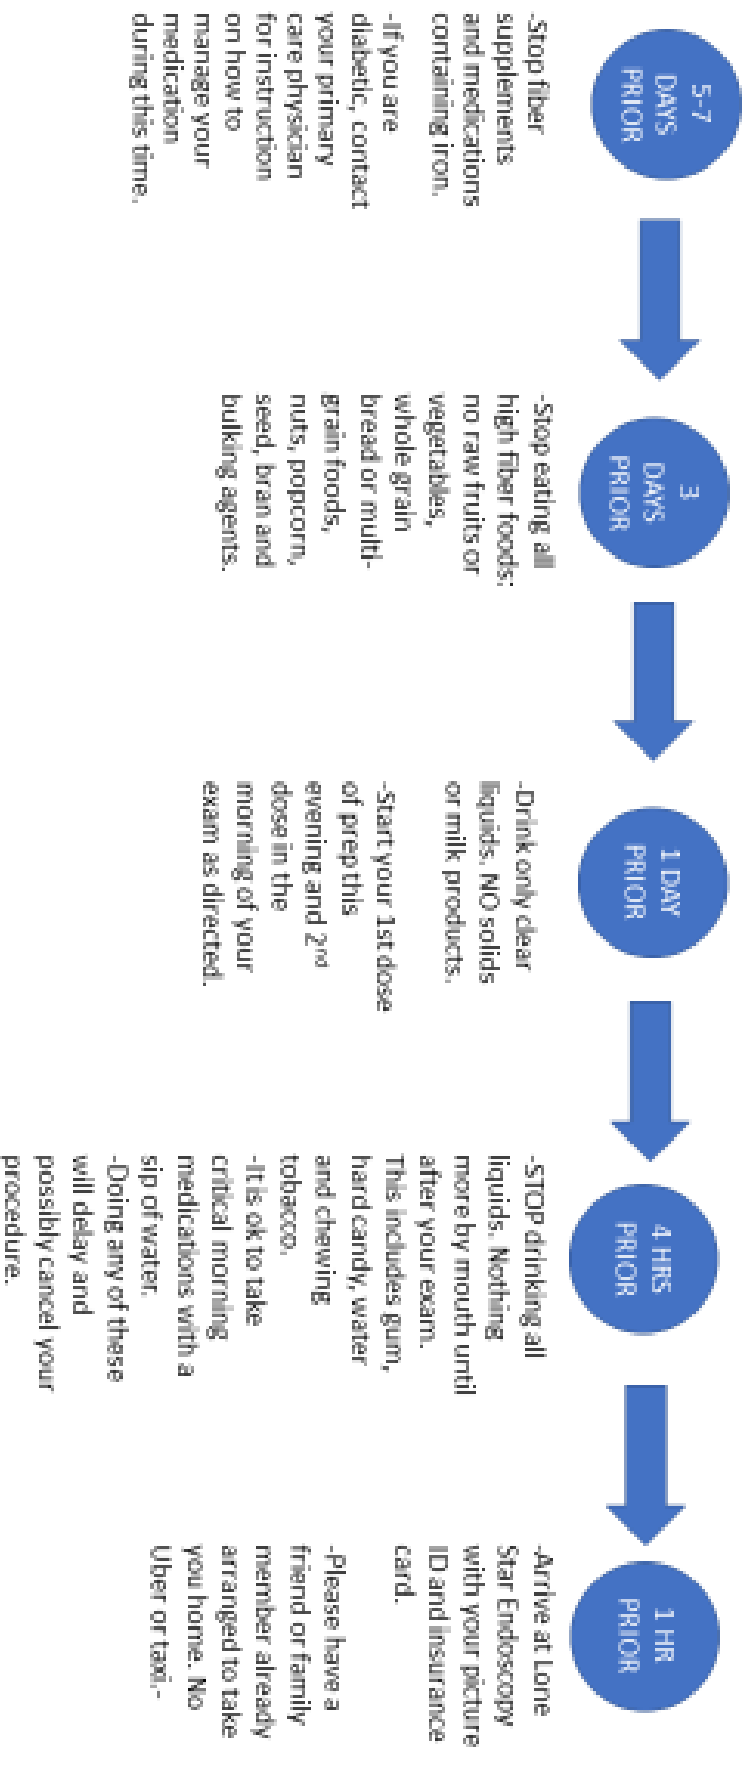 5-7
DAYS
PRIOR
-Stop fiber
supplements
and medications
containing iron.
-If you are
diabetic, contact
your primary
care physician
for instruction
on how to
manage your
medication
during this time.
3
DAYS
PRIOR
-Stop eating all
high fiber foods:
no raw fruits or
vegetables,
whole grain
bread or multi-
grain foods,
nuts, popcorn,
seed, bran and
bulking agents.
1 DAY
PRIOR
-Drink only clear
liquids. NO solids
or milk products.
-Start your 1st dose
of prep this
evening and 2nd
dose in the
morning of your
exam as directed.
4 HRS
PRIOR
-STOP drinking all
liquids. Nothing
more by mouth until
after your exam.
This includes gum,
hard candy, water
and chewing
tobacco.
-It is ok to take
critical morning
medications with a
sip of water.
-Doing any of these
will delay and
possibly cancel your
procedure.
1 HR
PRIOR
-Arrive at Lone
Star Endoscopy
with your picture
ID and insurance
card.
-Please have a
friend or family
member already
arranged to take
you home. No
Uber or taxi.-